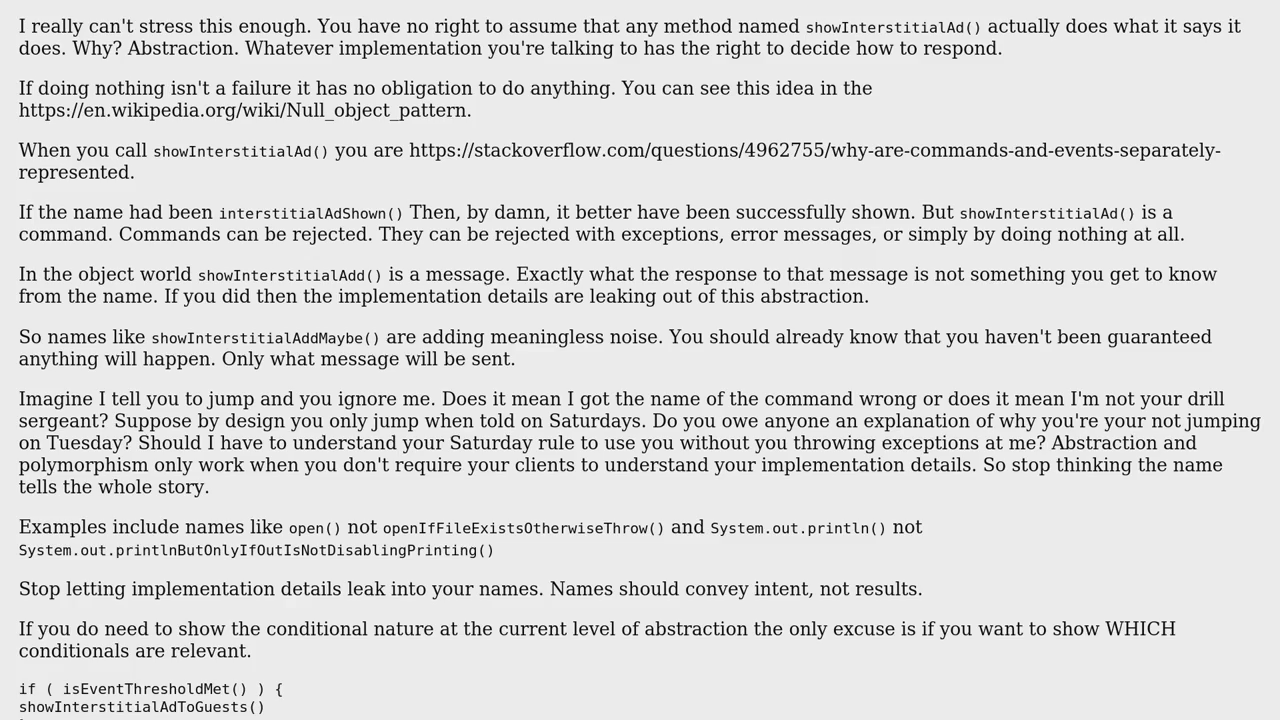 I really can't stress this enough. You have no right to assume that any method named showInterstitialAd() actually does what it says it
does. Why? Abstraction. Whatever implementation you're talking to has the right to decide how to respond.
If doing nothing isn't a failure it has no obligation to do anything. You can see this idea in the
https://en.wikipedia.org/wiki/Null_object_pattern.
When you call showInterstitialAd() you are https://stackoverflow.com/questions/4962755/why-are-commands-and-events-separately-
represented.
If the name had been interstitialAdShown() Then, by damn, it better have been successfully shown. But showInterstitialAd() is a
command. Commands can be rejected. They can be rejected with exceptions, error messages, or simply by doing nothing at all.
In the object world showInterstitialAdd() is a message. Exactly what the response to that message is not something you get to know
from the name. If you did then the implementation details are leaking out of this abstraction.
So names like showInterstitialAddMaybe() are adding meaningless noise. You should already know that you haven't been guaranteed
anything will happen. Only what message will be sent.
Imagine I tell you to jump and you ignore me. Does it mean I got the name of the command wrong or does it mean I'm not your drill
sergeant? Suppose by design you only jump when told on Saturdays. Do you owe anyone an explanation of why you're your not jumping
on Tuesday? Should I have to understand your Saturday rule to use you without you throwing exceptions at me? Abstraction and
polymorphism only work when you don't require your clients to understand your implementation details. So stop thinking the name
tells the whole story.
Examples include names like open() not openIfFileExistsOtherwiseThrow() and System.out.println() not
System.out.printlnButOnlyIfOutIsNotDisablingPrinting()
Stop letting implementation details leak into your names. Names should convey intent, not results.
If you do need to show the conditional nature at the current level of abstraction the only excuse is if you want to show WHICH
conditionals are relevant.
if ( isEventThresholdMet() ) {
showInterstitialAdToGuests()